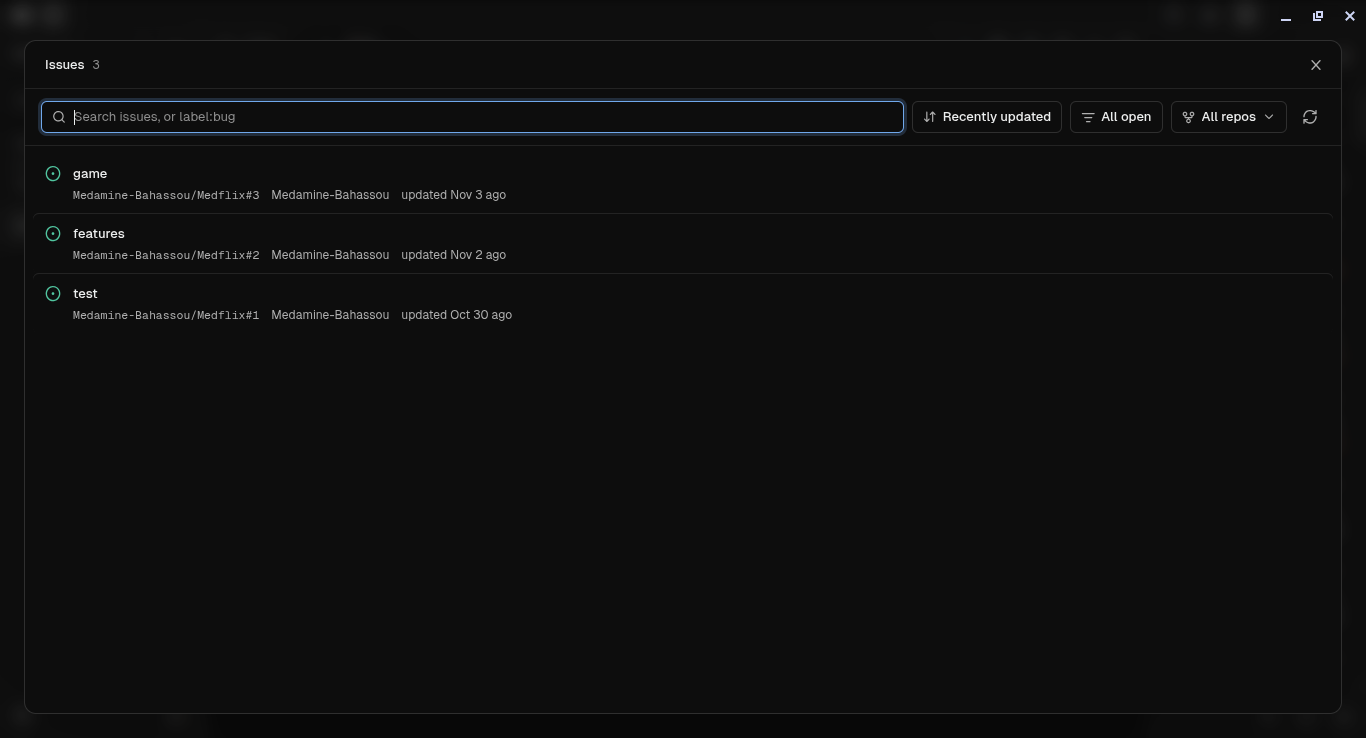 Issues 3
Search issues, or label:bug
Recently updated
All open
All repos
game
Medamine-Bahassou/Medflix#3 Medamine-Bahassou updated Nov 3 ago
features
Medamine-Bahassou/Medflix#2 Medamine-Bahassou updated Nov 2 ago
test
Medamine-Bahassou/Medflix#1 Medamine-Bahassou updated Oct 30 ago